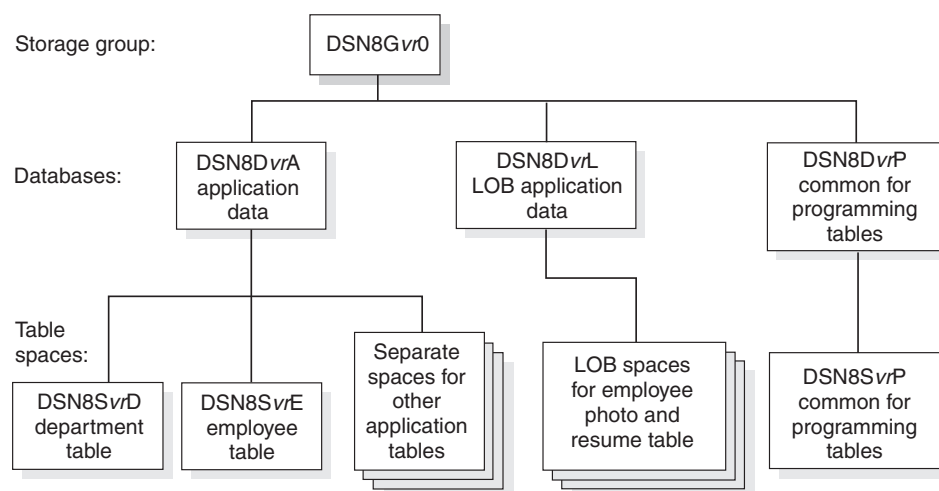 Storage group:
DSN8Gvr0
Databases:
DSN8DvrA
application
data
DSN8DvrL
LOB application
data
DSN8DvrP
common for
programming
tables
Table
spaces:
DSN8SvrD
department
table
DSN8SvrE
employee
table
Separate
spaces for
other
application
tables
LOB spaces
for employee
photo and
resume table
DSN8SvrP
common for
programming
tables